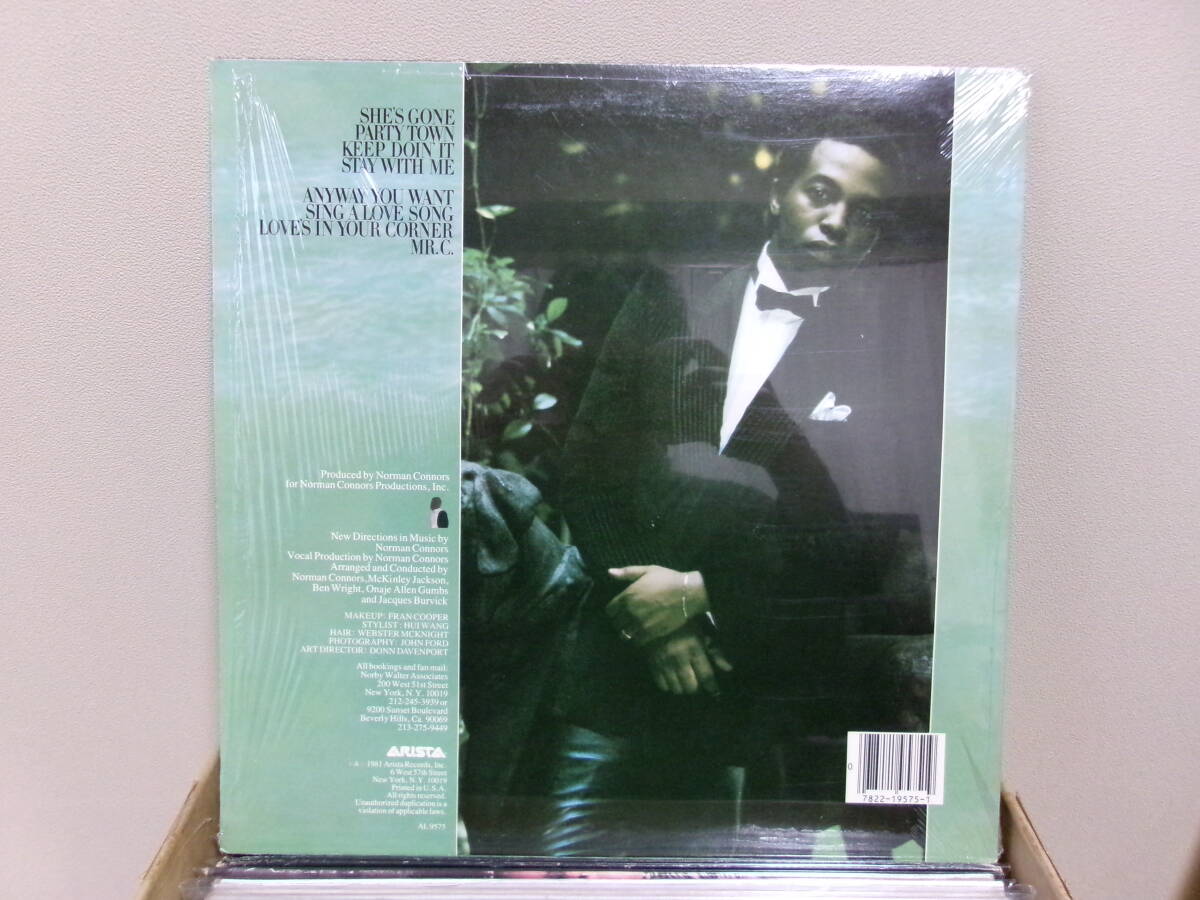 SHE'S GONE
PARTY TOWN
KEEP DOIN' IT
STAY WITH ME
ANYWAY YOU WANT
SING A LOVE SONG
LOVE'S IN YOUR CORNER
MR. C.
Produced by Norman Connors
for Norman Connors Productions, Inc.
New Directions in Music by
Norman Connors
Vocal Production by Norman Connors
Arranged and Conducted by
Norman Connors, McKinley Jackson,
Ben Wright, Onaje Allen Gumbs
and Jacques Burvick
MAKEUP: FRAN COOPER
STYLIST: HUI WANG
HAIR: WEBSTER MCKNIGHT
PHOTOGRAPHY: JOHN FORD
ART DIRECTOR: DONN DAVENPORT
All bookings and fan mail:
Norby Walter Associates
200 West 51st Street
New York, N.Y. 10019
212-245-3939 or
9200 Sunset Boulevard
Beverly Hills, Ca. 90069
213-275-9449
ARISTA
1981 Arista Records, Inc.
6 West 57th Street
New York, N.Y. 10019
Printed in U.S.A.
All rights reserved.
Unauthorized duplication is a
violation of applicable laws.
AL 9575
0 7822-19575-1